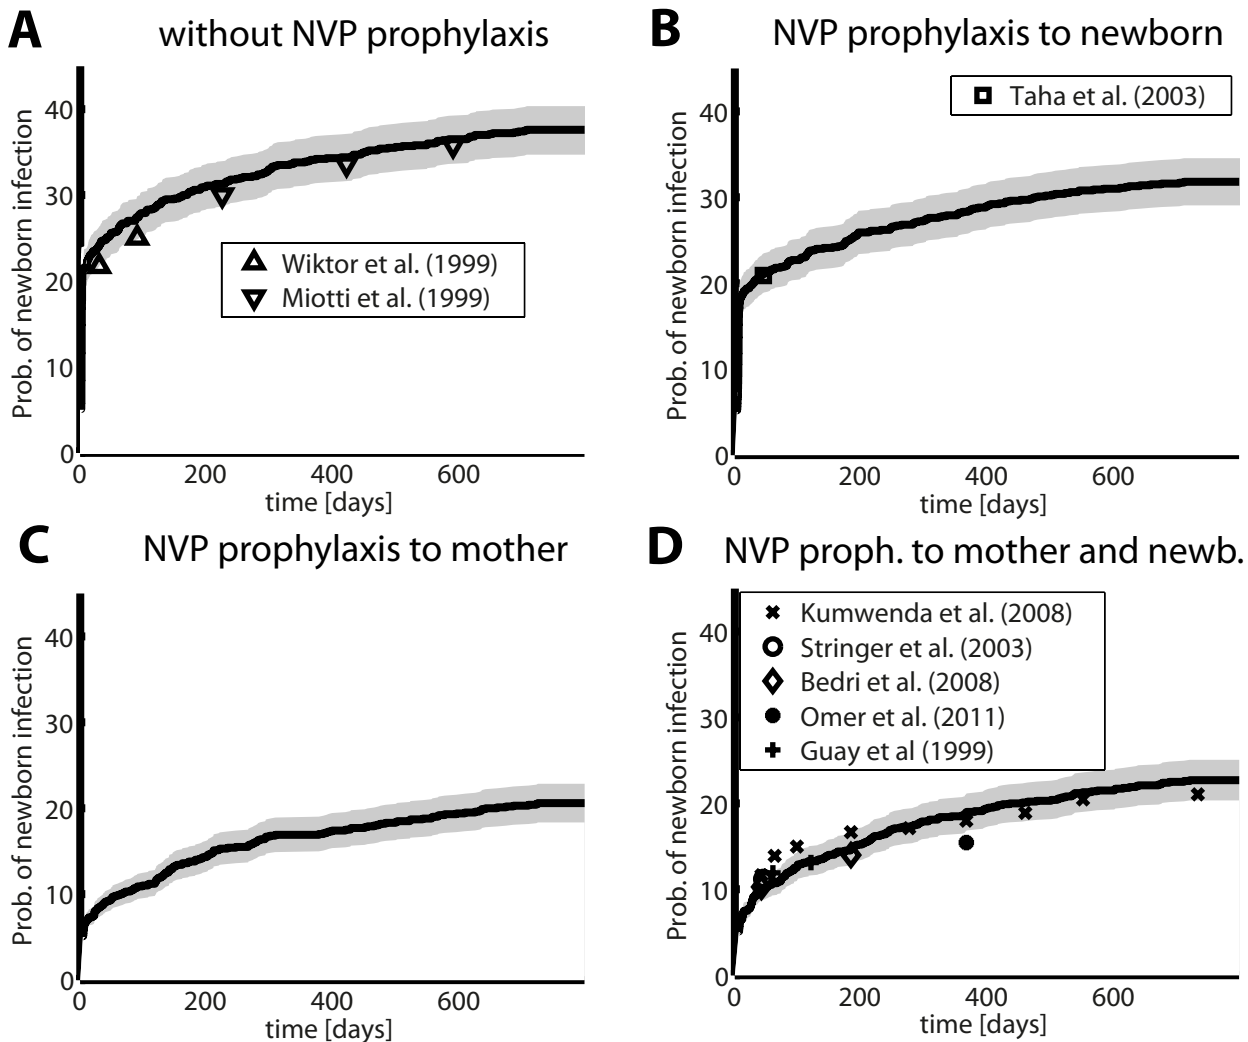 A without NVP prophylaxis
Prob. of newborn infection
40
30
20
10
0
Wiktor et al. (1999)
Miotti et al. (1999)
0 200 400 600
time [days]
B NVP prophylaxis to newborn
Prob. of newborn infection
40
30
20
10
0
Taha et al. (2003)
0 200 400 600
time [days]
C NVP prophylaxis to mother
Prob. of newborn infection
40
30
20
10
0
0 200 400 600
time [days]
D NVP proph. to mother and newb.
Prob. of newborn infection
40
30
20
10
0
Kumwenda et al. (2008)
Stringer et al. (2003)
Bedri et al. (2008)
Omer et al. (2011)
Guay et al (1999)
0 200 400 600
time [days]